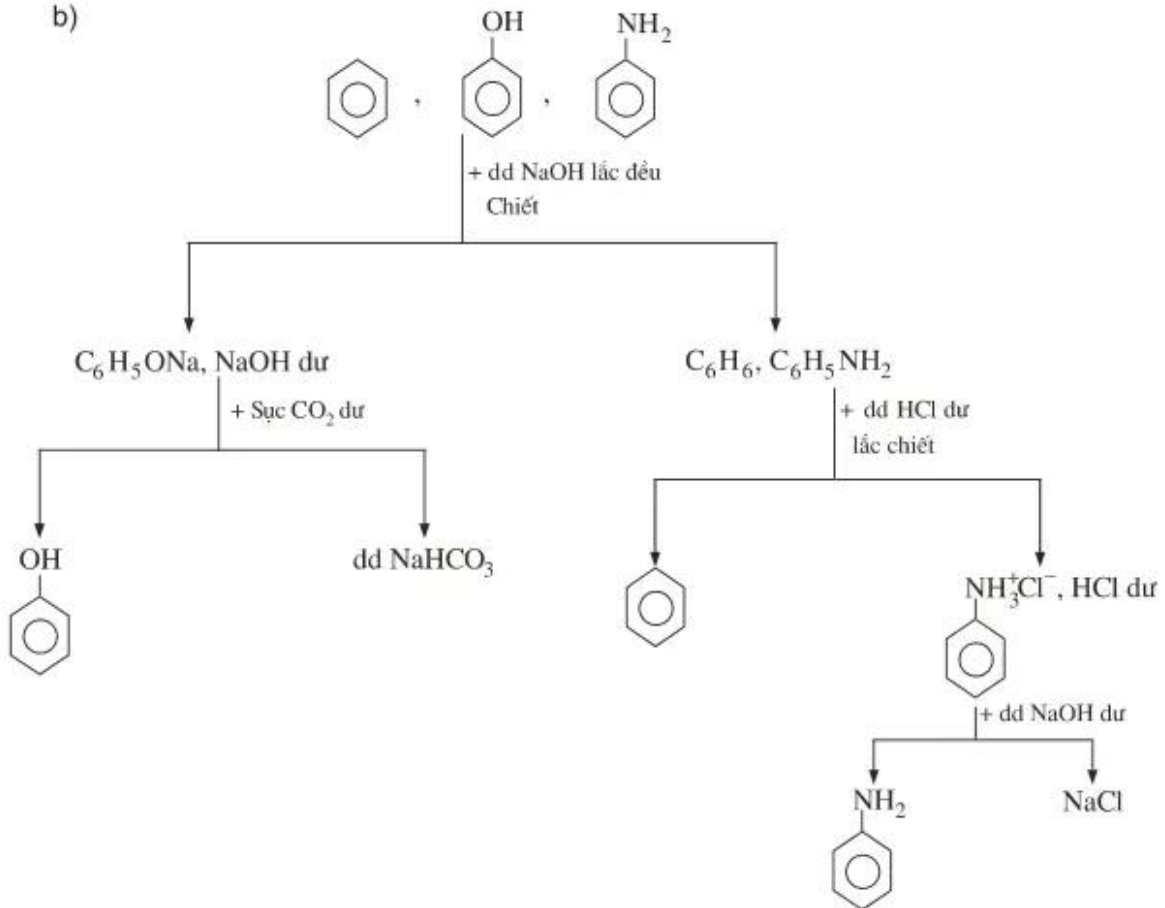 b)
OH NH₂
, ,
+ dd NaOH lắc đều
Chiết
C₆H₅ONa, NaOH dư C₆H₆, C₆H₅NH₂
+ Sục CO₂ dư + dd HCl dư
lắc chiết
OH dd NaHCO₃
NH₃⁺Cl⁻, HCl dư
+ dd NaOH dư
NH₂ NaCl